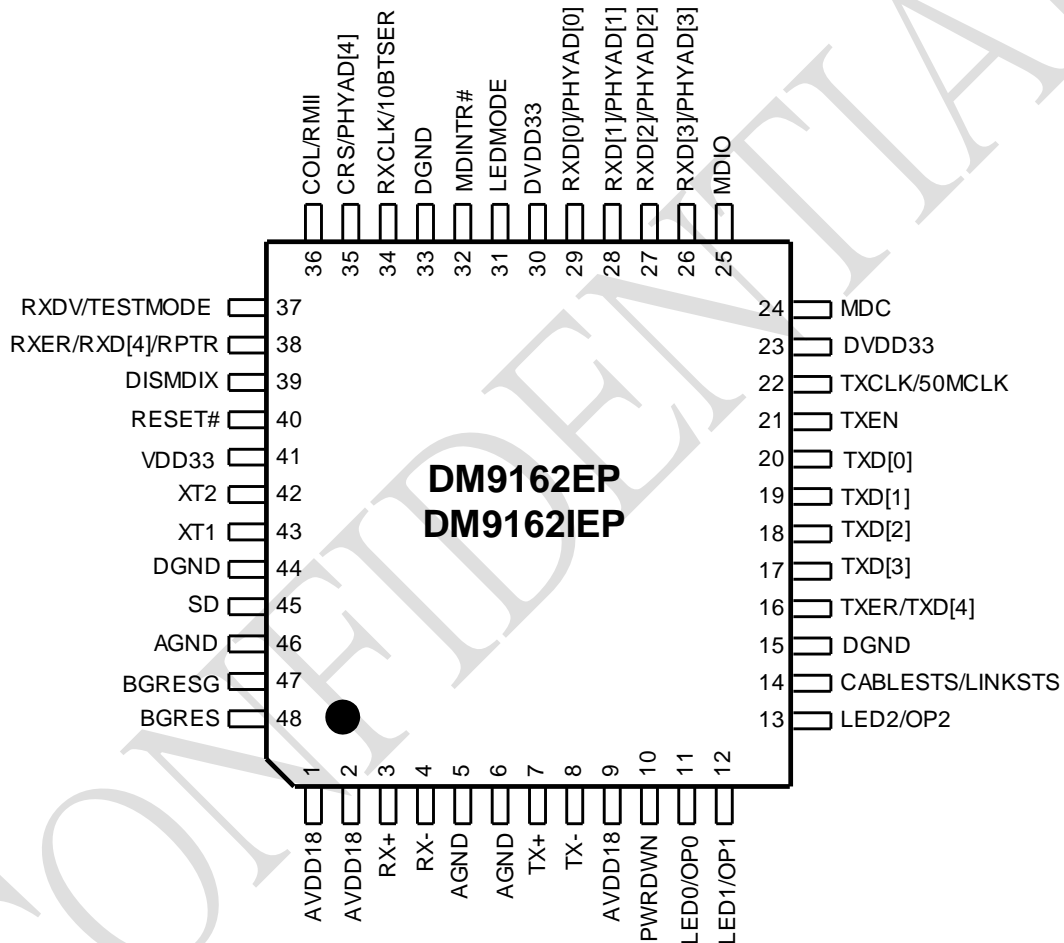 COL/RMII
CRS/PHYAD[4]
RXCLK/10BTSER
DGND
MDINTR#
LEDMODE
DVDD33
RXD[0]/PHYAD[0]
RXD[1]/PHYAD[1]
RXD[2]/PHYAD[2]
RXD[3]/PHYAD[3]
MDIO
36 35 34 33 32 31 30 29 28 27 26 25
RXDV/TESTMODE 37
RXER/RXD[4]/RPTR 38
DISMDIX 39
RESET# 40
VDD33 41
XT2 42
XT1 43
DGND 44
SD 45
AGND 46
BGRESG 47
BGRES 48
DM9162EP
DM9162IEP
24 MDC
23 DVDD33
22 TXCLK/50MCLK
21 TXEN
20 TXD[0]
19 TXD[1]
18 TXD[2]
17 TXD[3]
16 TXER/TXD[4]
15 DGND
14 CABLESTS/LINKSTS
13 LED2/OP2
1 2 3 4 5 6 7 8 9 10 11 12
AVDD18
AVDD18
RX+
RX-
AGND
AGND
TX+
TX-
AVDD18
PWRDWN
LED0/OP0
LED1/OP1
CONFIDENTIA